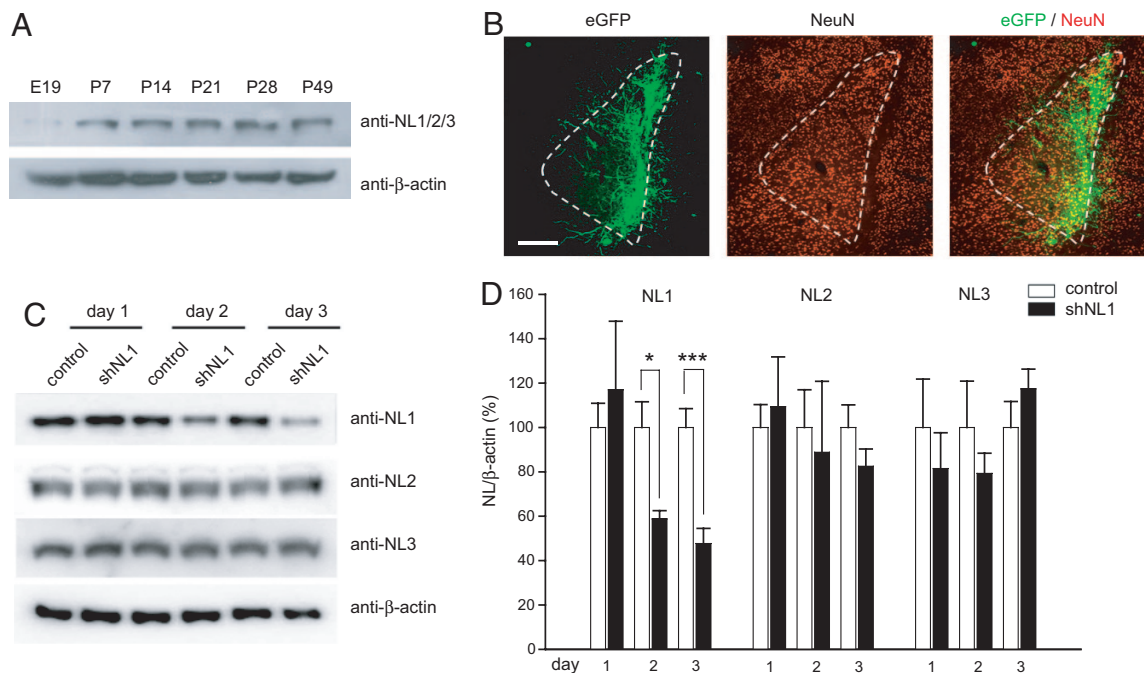 A
E19 P7 P14 P21 P28 P49
anti-NL1/2/3
anti-β-actin
B
eGFP NeuN eGFP / NeuN
C
day 1 day 2 day 3
control shNL1 control shNL1 control shNL1
anti-NL1
anti-NL2
anti-NL3
anti-β-actin
D
NL1 NL2 NL3
control
shNL1
NL/β-actin (%)
160
140
120
100
80
60
40
20
0
* ***
day 1 2 3 1 2 3 1 2 3